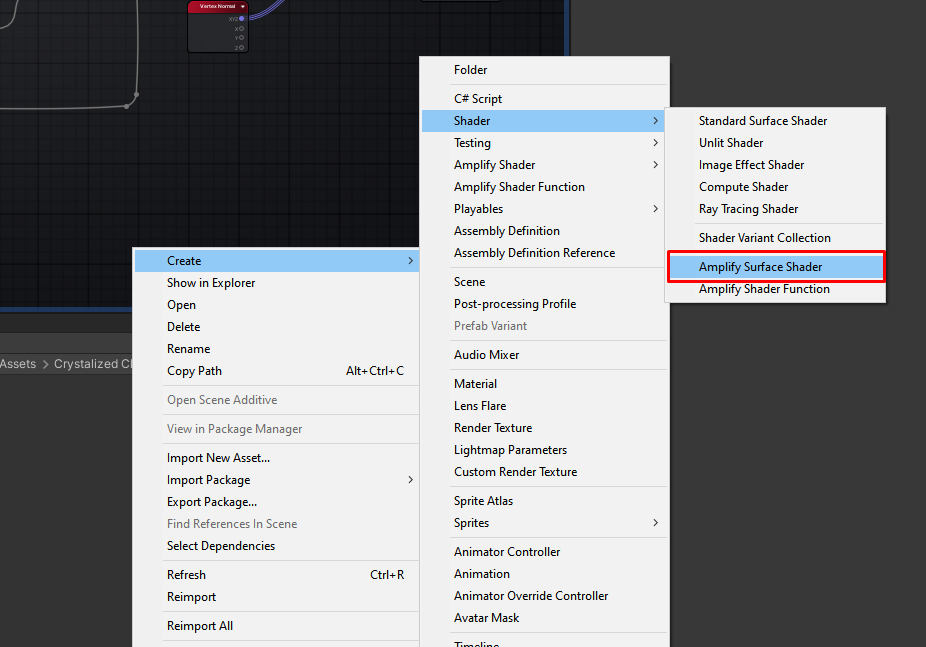 Vertex Normal
XYZ
X
Y
Z
Assets > Crystalized Cl
Create >
Show in Explorer
Open
Delete
Rename
Copy Path Alt+Ctrl+C
Open Scene Additive
View in Package Manager
Import New Asset...
Import Package >
Export Package...
Find References In Scene
Select Dependencies
Refresh Ctrl+R
Reimport
Reimport All
Folder
C# Script
Shader >
Testing >
Amplify Shader >
Amplify Shader Function
Playables >
Assembly Definition
Assembly Definition Reference
Scene
Post-processing Profile
Prefab Variant
Audio Mixer
Material
Lens Flare
Render Texture
Lightmap Parameters
Custom Render Texture
Sprite Atlas
Sprites >
Animator Controller
Animation
Animator Override Controller
Avatar Mask
Timeline
Standard Surface Shader
Unlit Shader
Image Effect Shader
Compute Shader
Ray Tracing Shader
Shader Variant Collection
Amplify Surface Shader
Amplify Shader Function